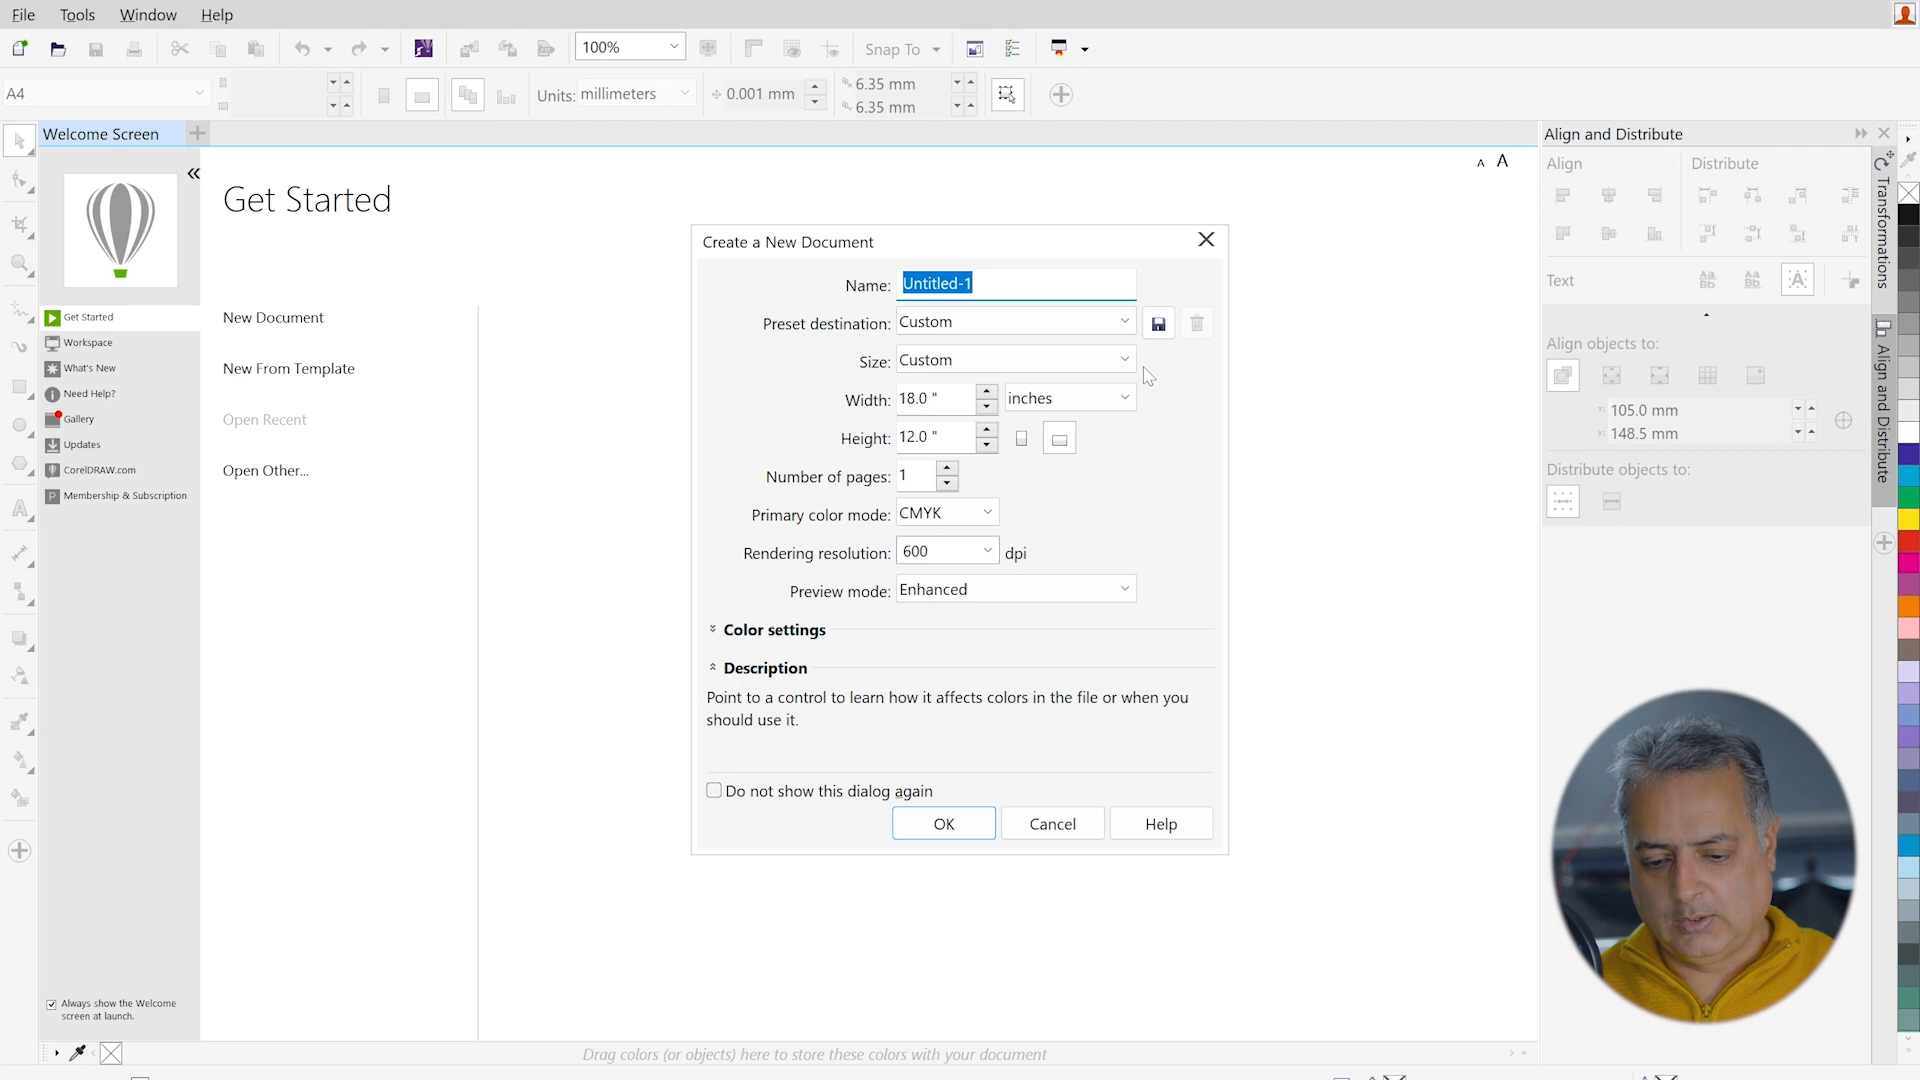 File Tools Window Help
100% Snap To
A4 Units: millimeters 0.001 mm 6.35 mm
6.35 mm
Welcome Screen
Get Started
Get Started
Workspace
What's New
Need Help?
Gallery
Updates
CorelDRAW.com
Membership & Subscription
Always show the Welcome
screen at launch.
New Document
New From Template
Open Recent
Open Other...
A A
Create a New Document
Name: Untitled-1
Preset destination: Custom
Size: Custom
Width: 18.0 " inches
Height: 12.0 "
Number of pages: 1
Primary color mode: CMYK
Rendering resolution: 600 dpi
Preview mode: Enhanced
Color settings
Description
Point to a control to learn how it affects colors in the file or when you
should use it.
Do not show this dialog again
OK Cancel Help
Align and Distribute
Align Distribute
Text
Align objects to:
x: 105.0 mm
y: 148.5 mm
Distribute objects to:
Transformations
Align and Distribute
Drag colors (or objects) here to store these colors with your document